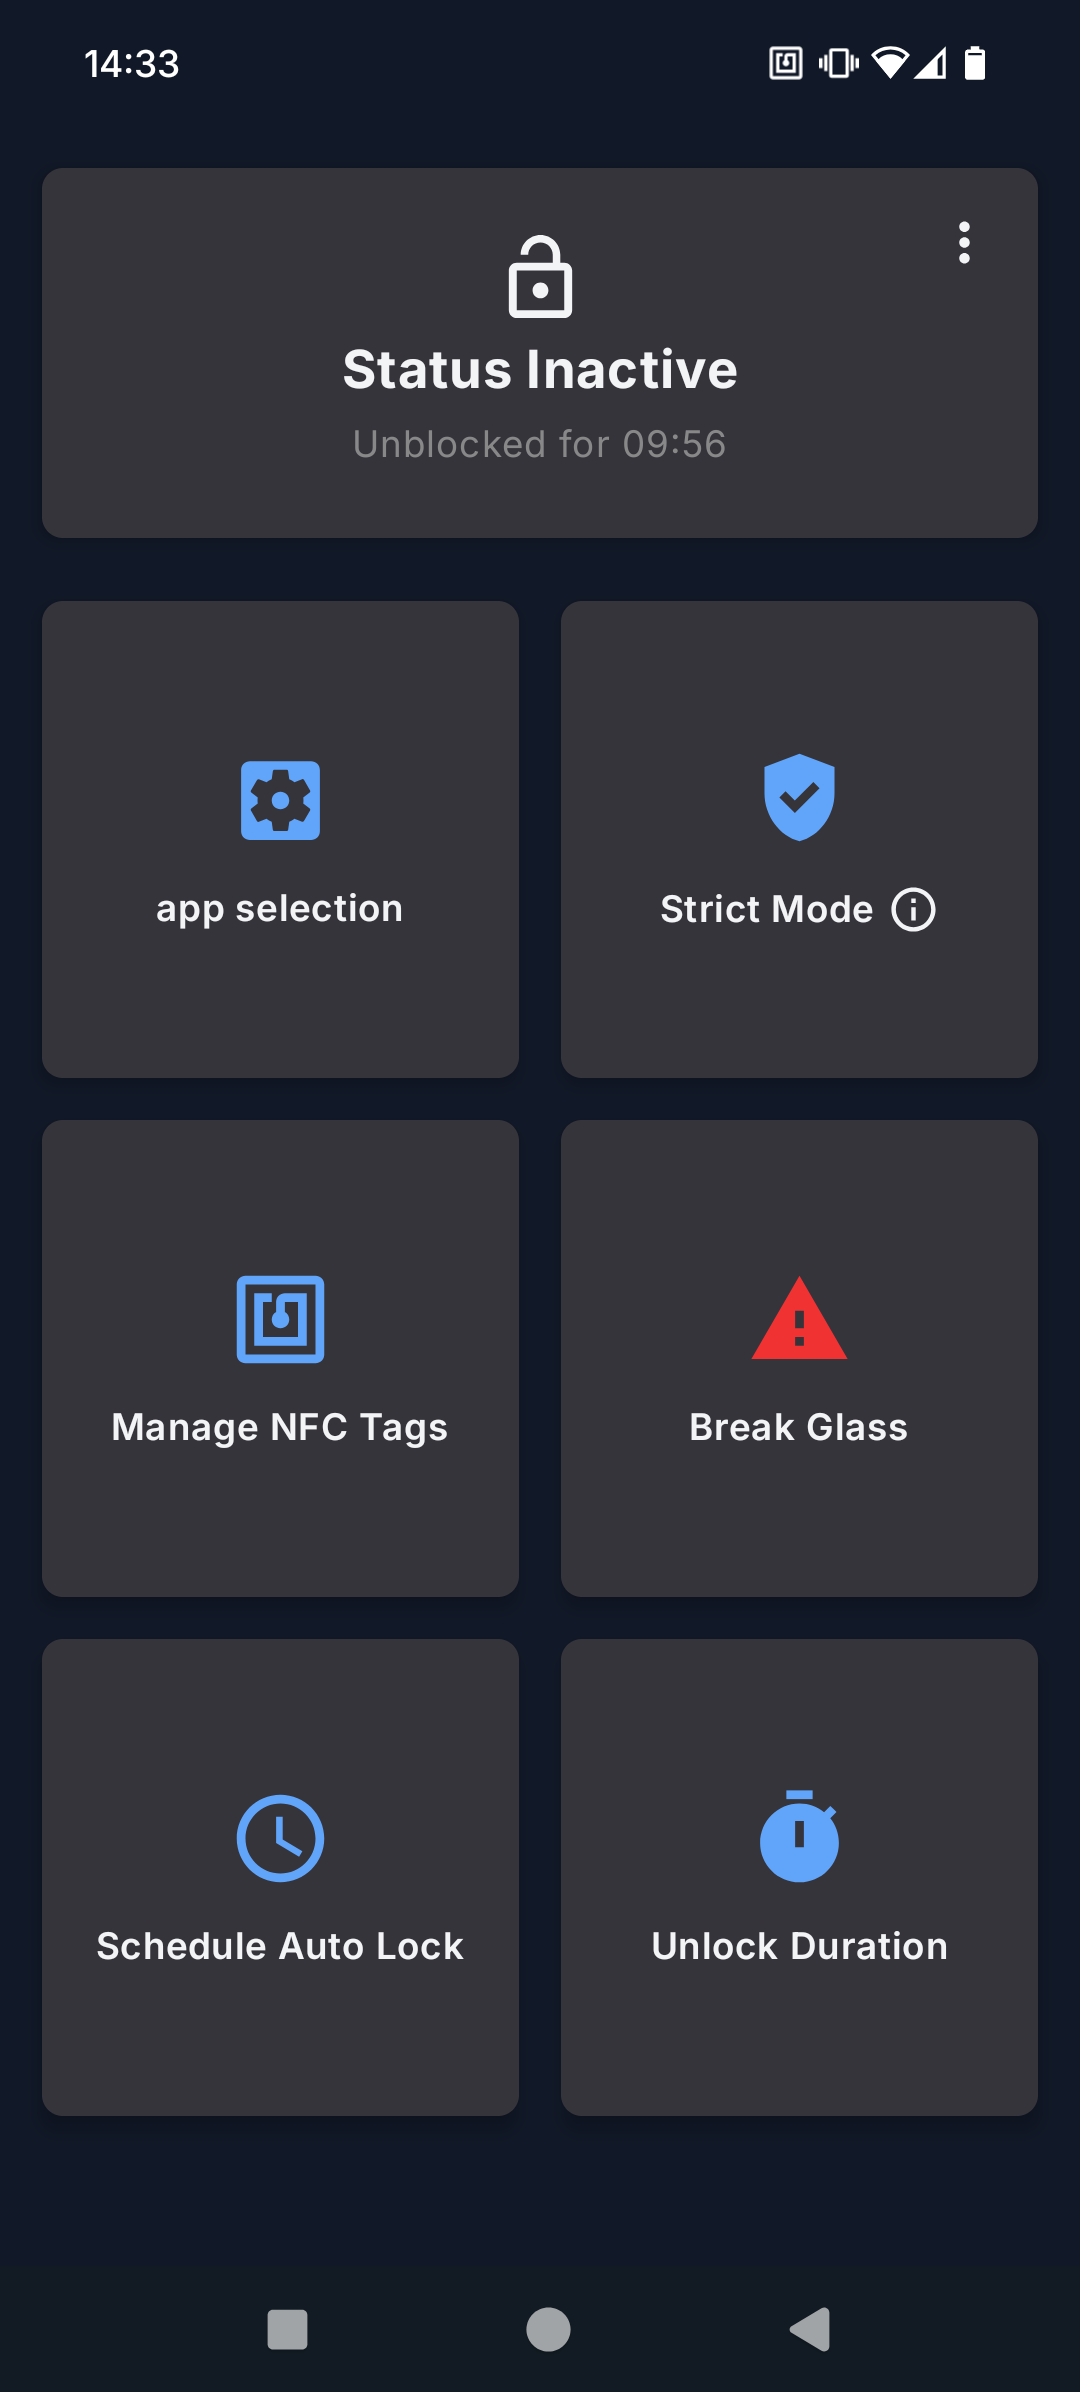 14:33
Status Inactive
Unblocked for 09:56
app selection
Strict Mode
Manage NFC Tags
Break Glass
Schedule Auto Lock
Unlock Duration